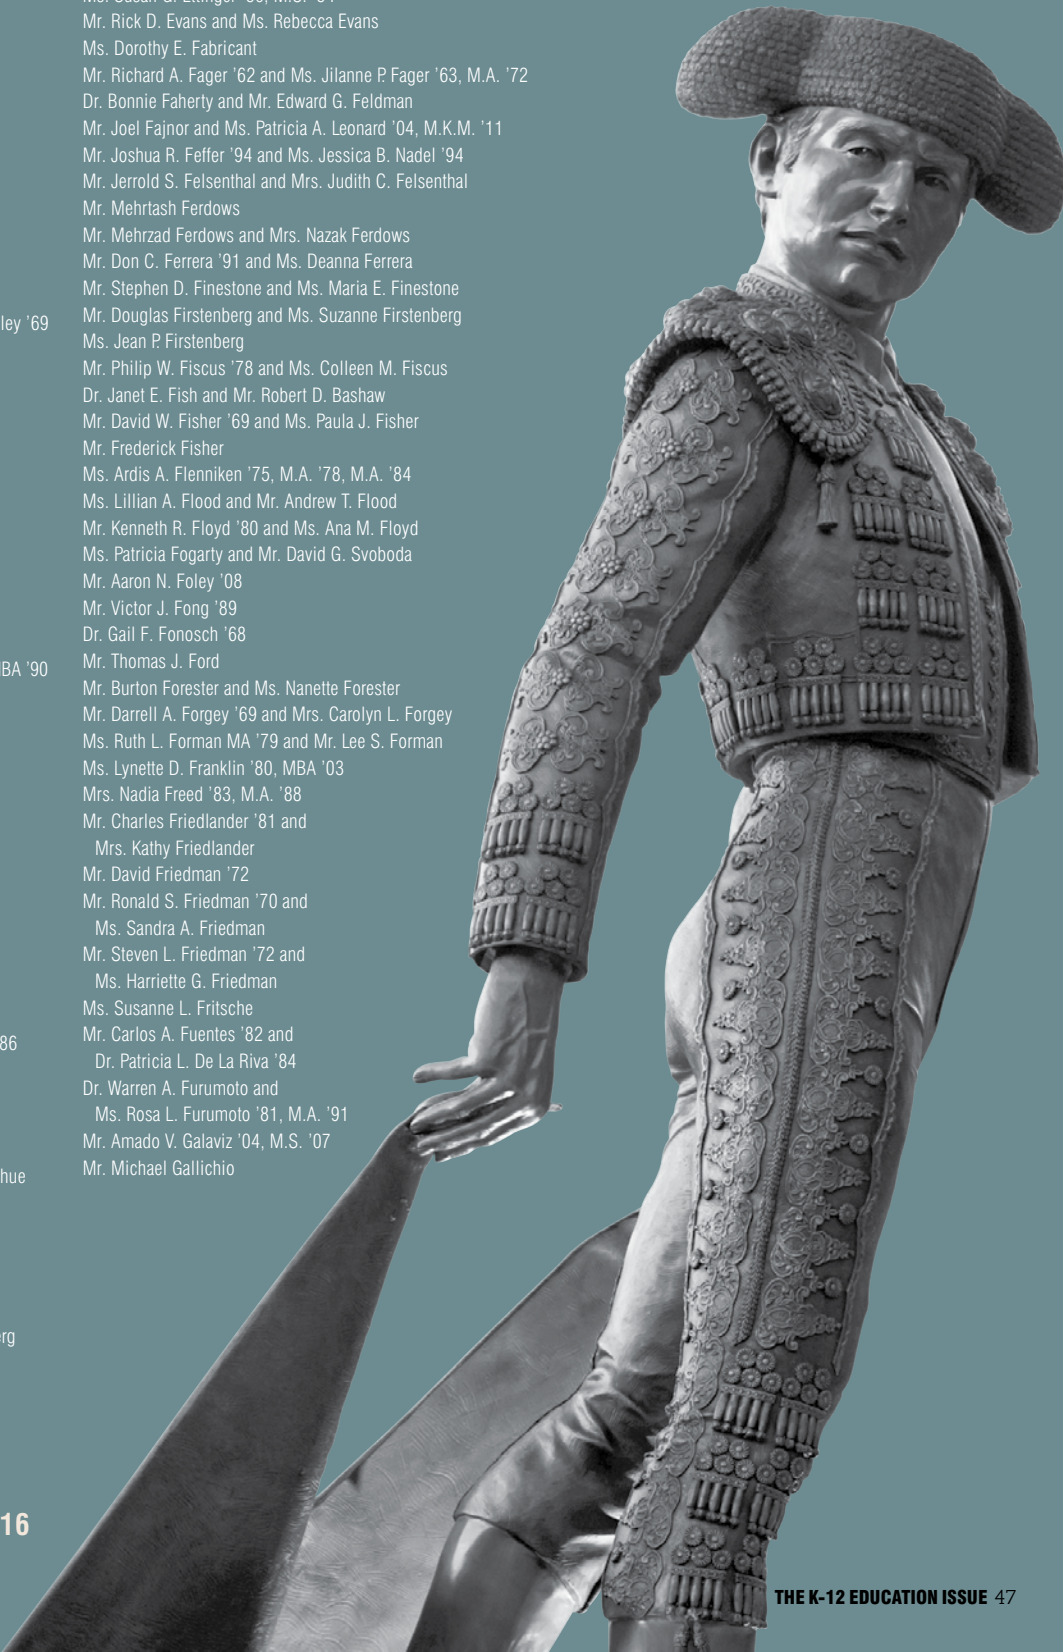 Mr. Rick D. Evans and Ms. Rebecca Evans
Ms. Dorothy E. Fabricant
Mr. Richard A. Fager ’62 and Ms. Jilanne P. Fager ’63, M.A. ’72
Dr. Bonnie Faherty and Mr. Edward G. Feldman
Mr. Joel Fajnor and Ms. Patricia A. Leonard ’04, M.K.M. ’11
Mr. Joshua R. Feffer ’94 and Ms. Jessica B. Nadel ’94
Mr. Jerrold S. Felsenthal and Mrs. Judith C. Felsenthal
Mr. Mehrtash Ferdows
Mr. Mehrzad Ferdows and Mrs. Nazak Ferdows
Mr. Don C. Ferrera ’91 and Ms. Deanna Ferrera
Mr. Stephen D. Finestone and Ms. Maria E. Finestone
Mr. Douglas Firstenberg and Ms. Suzanne Firstenberg
Ms. Jean P. Firstenberg
Mr. Philip W. Fiscus ’78 and Ms. Colleen M. Fiscus
Dr. Janet E. Fish and Mr. Robert D. Bashaw
Mr. David W. Fisher ’69 and Ms. Paula J. Fisher
Mr. Frederick Fisher
Ms. Ardis A. Flenniken ’75, M.A. ’78, M.A. ’84
Ms. Lillian A. Flood and Mr. Andrew T. Flood
Mr. Kenneth R. Floyd ’80 and Ms. Ana M. Floyd
Ms. Patricia Fogarty and Mr. David G. Svoboda
Mr. Aaron N. Foley ’08
Mr. Victor J. Fong ’89
Dr. Gail F. Fonosch ’68
Mr. Thomas J. Ford
Mr. Burton Forester and Ms. Nanette Forester
Mr. Darrell A. Forgey ’69 and Mrs. Carolyn L. Forgey
Ms. Ruth L. Forman MA ’79 and Mr. Lee S. Forman
Ms. Lynette D. Franklin ’80, MBA ’03
Mrs. Nadia Freed ’83, M.A. ’88
Mr. Charles Friedlander ’81 and
Mrs. Kathy Friedlander
Mr. David Friedman ’72
Mr. Ronald S. Friedman ’70 and
Ms. Sandra A. Friedman
Mr. Steven L. Friedman ’72 and
Ms. Harriette G. Friedman
Ms. Susanne L. Fritsche
Mr. Carlos A. Fuentes ’82 and
Dr. Patricia L. De La Riva ’84
Dr. Warren A. Furumoto and
Ms. Rosa L. Furumoto ’81, M.A. ’91
Mr. Amado V. Galaviz ’04, M.S. ’07
Mr. Michael Gallichio
ley ’69
BA ’90
86
hue
erg
16
THE K-12 EDUCATION ISSUE 47